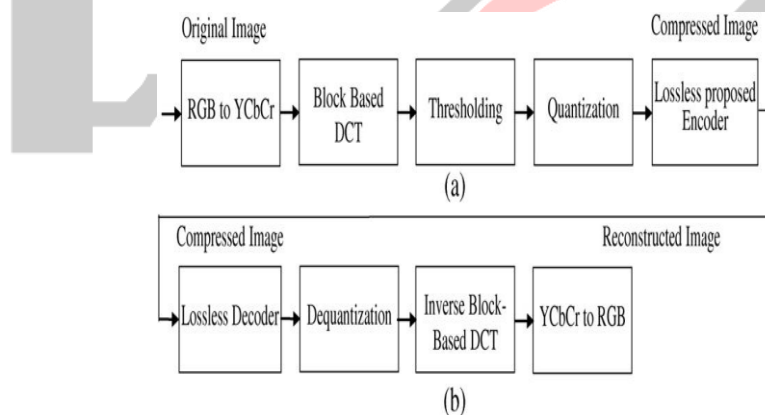 Original Image
Compressed Image
RGB to YCbCr
Block Based
DCT
Thresholding
Quantization
Lossless proposed
Encoder
(a)
Compressed Image
Reconstructed Image
Lossless Decoder
Dequantization
Inverse Block-
Based DCT
YCbCr to RGB
(b)